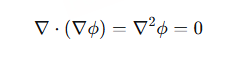 ∇ · (∇ϕ) = ∇²ϕ = 0